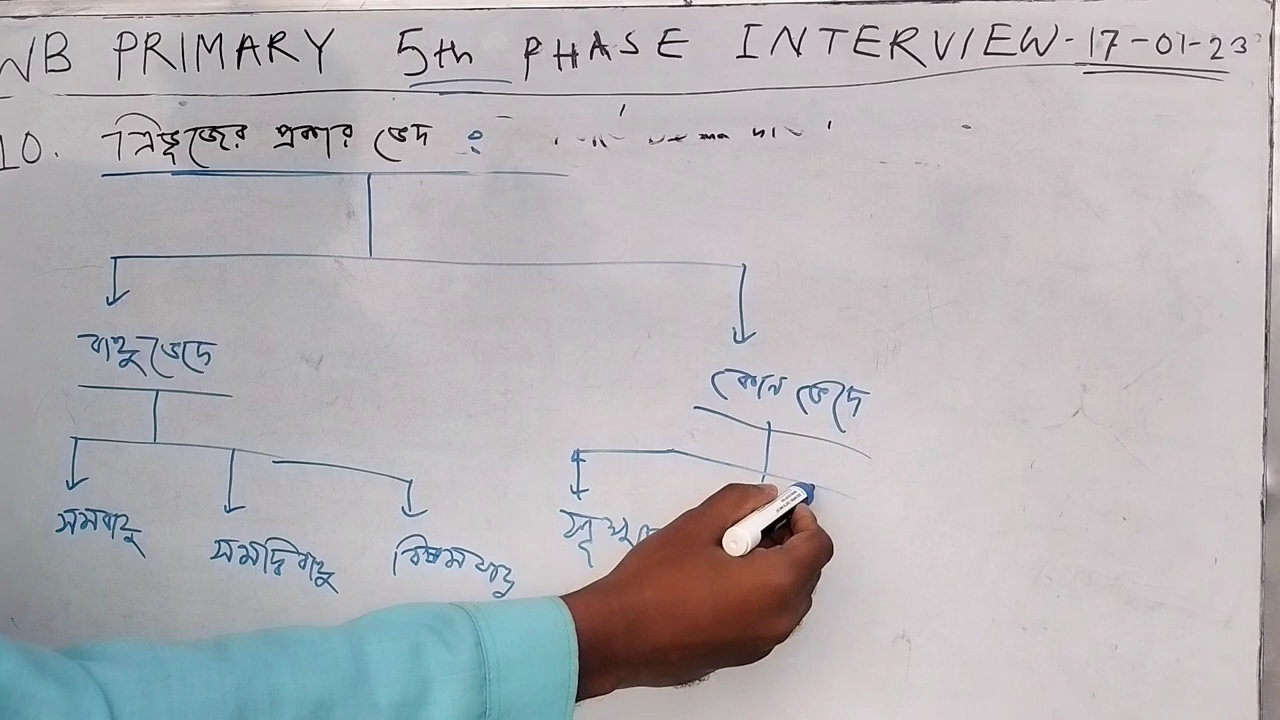 WB PRIMARY 5th PHASE INTERVIEW-17-01-23
10. ত্রিভূজের প্রকার ভেদ :
বাহুভেদে
কোন ভেদে
সমবাহু
সমদ্বিবাহু
বিষমবাহু